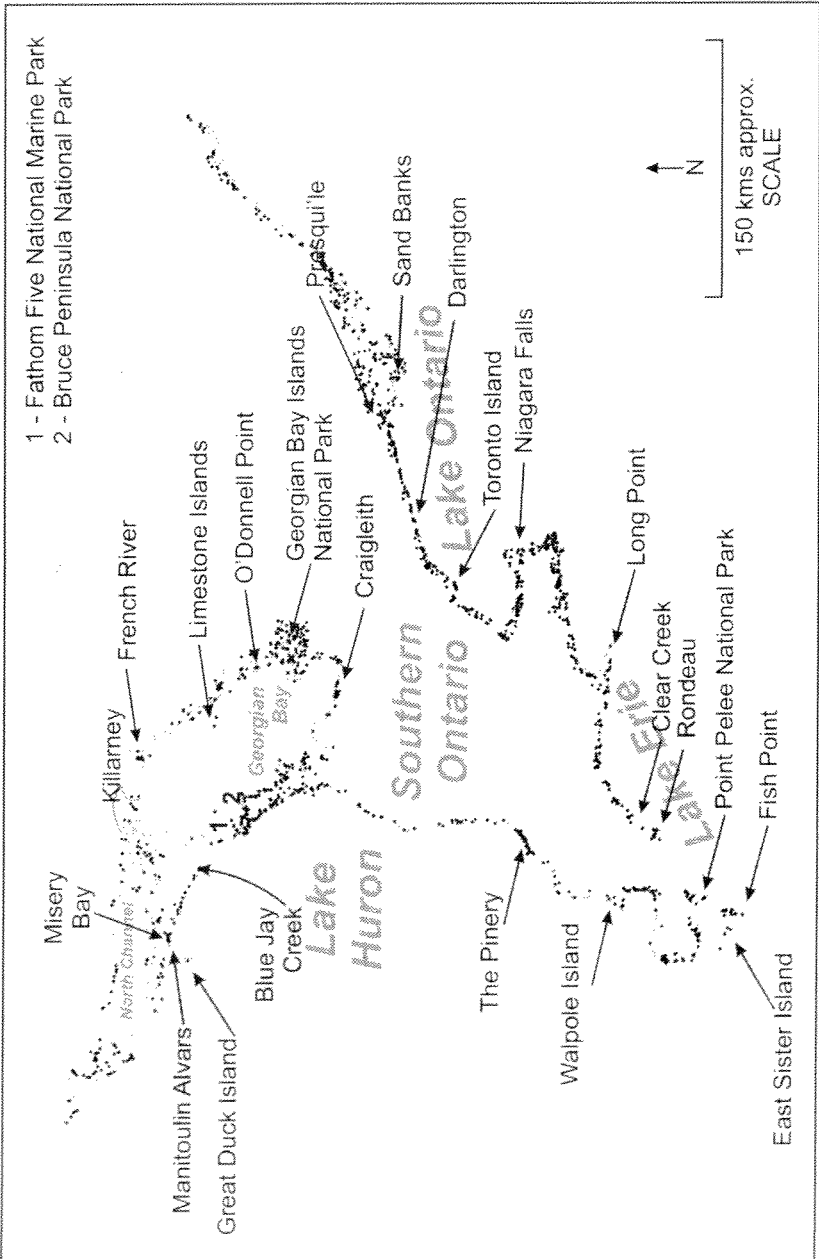 1 - Fathom Five National Marine Park
2 - Bruce Peninsula National Park
French River
Killarney
Limestone Islands
O'Donnell Point
Georgian Bay Islands
National Park
Craigleith
Georgian
Bay
Misery
Bay
North Channel
Manitoulin Alvars
Great Duck Island
Blue Jay
Creek
1
2
Lake
Huron
Southern
Ontario
Lake Ontario
Presqui'le
Sand Banks
Darlington
Toronto Island
Niagara Falls
The Pinery
Walpole Island
Long Point
Clear Creek
Rondeau
Lake Erie
Point Pelee National Park
Fish Point
East Sister Island
N
150 kms approx.
SCALE